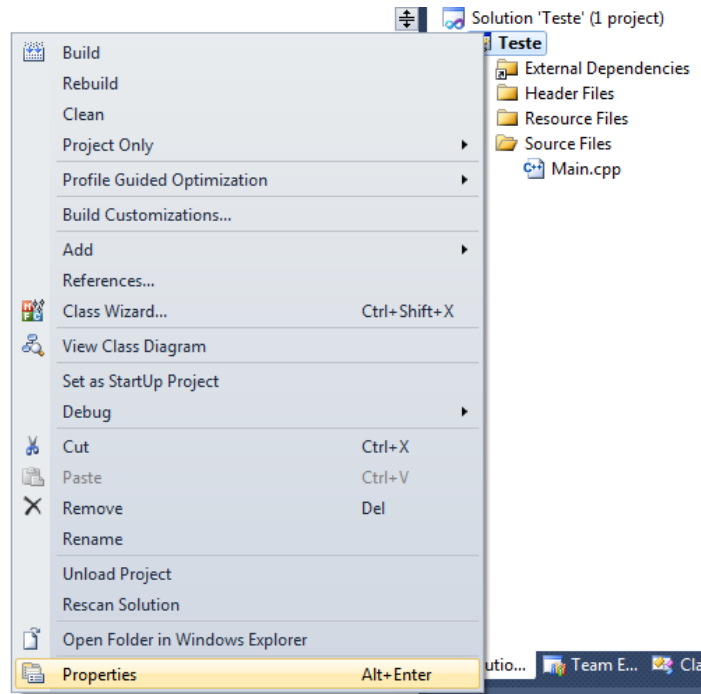 Solution 'Teste' (1 project)
Teste
External Dependencies
Header Files
Resource Files
Source Files
Main.cpp
Build
Rebuild
Clean
Project Only
Profile Guided Optimization
Build Customizations...
Add
References...
Class Wizard... Ctrl+Shift+X
View Class Diagram
Set as StartUp Project
Debug
Cut Ctrl+X
Paste Ctrl+V
Remove Del
Rename
Unload Project
Rescan Solution
Open Folder in Windows Explorer
Properties Alt+Enter
utio... Team E... Cla